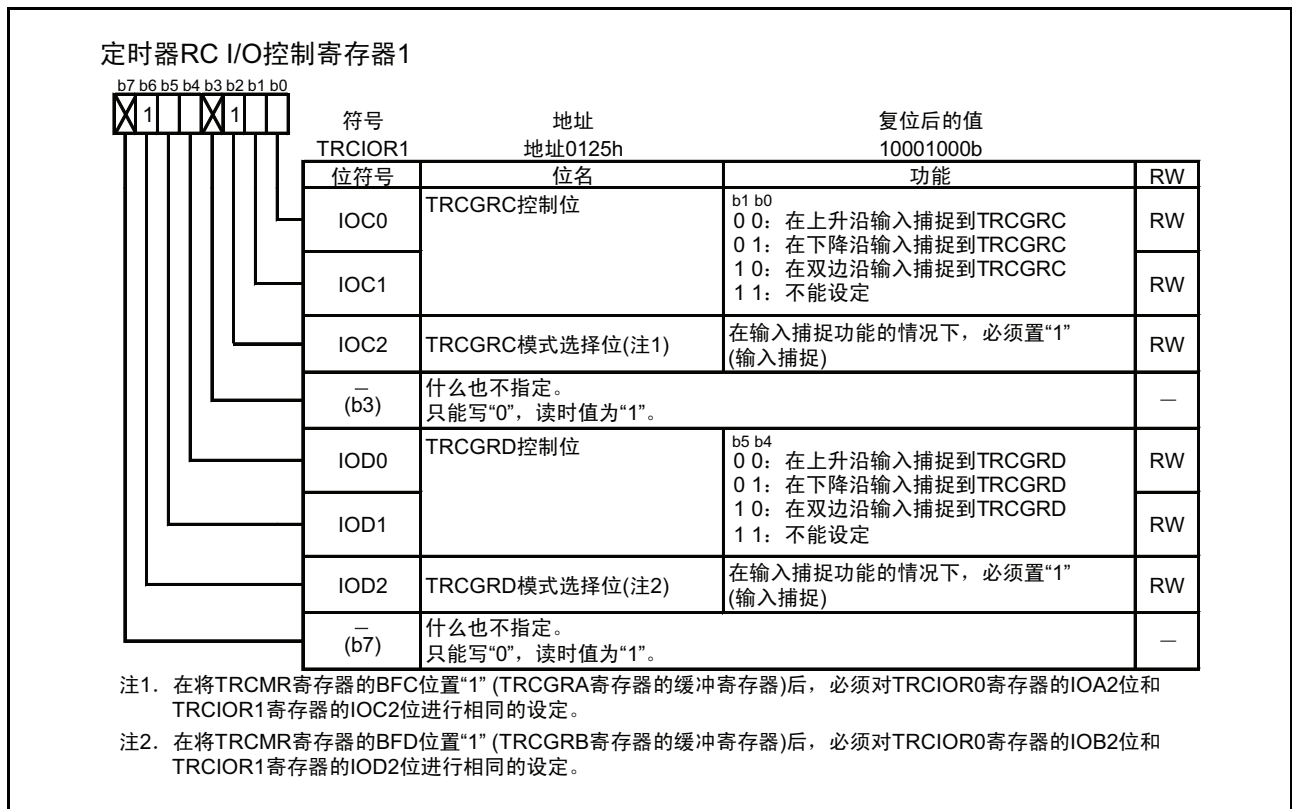 定时器RC I/O控制寄存器1
b7 b6 b5 b4 b3 b2 b1 b0
1 1
符号 地址 复位后的值
TRCIOR1 地址0125h 10001000b
位符号 位名 功能 RW
IOC0 TRCGRC控制位 b1 b0
0 0：在上升沿输入捕捉到TRCGRC RW
0 1：在下降沿输入捕捉到TRCGRC
IOC1 1 0：在双边沿输入捕捉到TRCGRC RW
1 1：不能设定
IOC2 TRCGRC模式选择位(注1) 在输入捕捉功能的情况下，必须置“1” RW
(输入捕捉)
— 什么也不指定。 —
(b3) 只能写“0”，读时值为“1”。
IOD0 TRCGRD控制位 b5 b4
0 0：在上升沿输入捕捉到TRCGRD RW
0 1：在下降沿输入捕捉到TRCGRD
IOD1 1 0：在双边沿输入捕捉到TRCGRD RW
1 1：不能设定
IOD2 TRCGRD模式选择位(注2) 在输入捕捉功能的情况下，必须置“1” RW
(输入捕捉)
— 什么也不指定。 —
(b7) 只能写“0”，读时值为“1”。
注1. 在将TRCMR寄存器的BFC位置“1” (TRCGRA寄存器的缓冲寄存器)后，必须对TRCIOR0寄存器的IOA2位和
TRCIOR1寄存器的IOC2位进行相同的设定。
注2. 在将TRCMR寄存器的BFD位置“1” (TRCGRB寄存器的缓冲寄存器)后，必须对TRCIOR0寄存器的IOB2位和
TRCIOR1寄存器的IOD2位进行相同的设定。